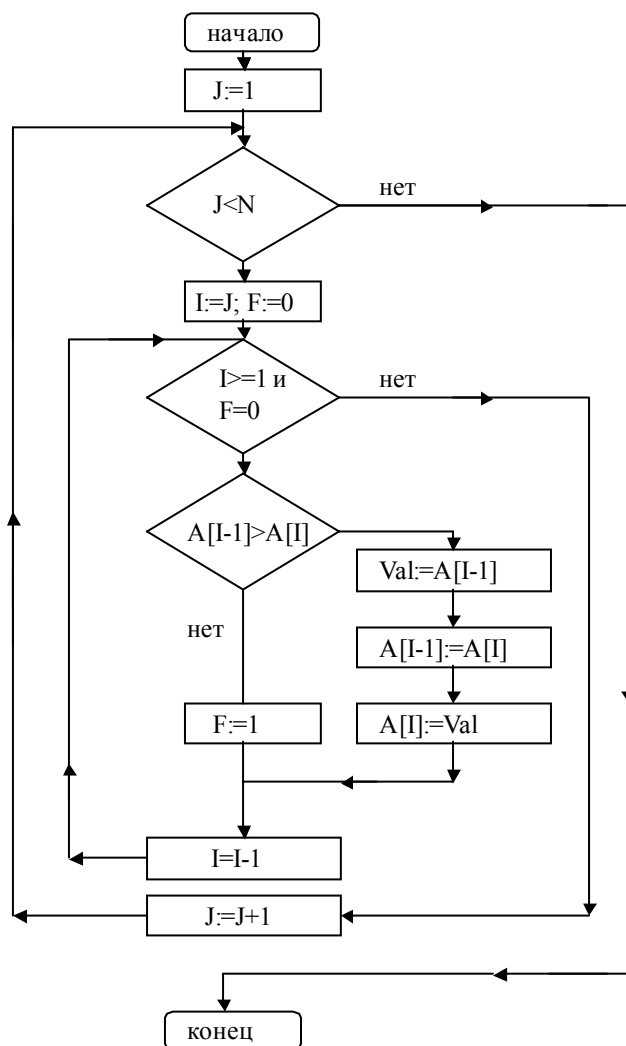 начало
J:=1
J<N
нет
I:=J; F:=0
I>=1 и
F=0
нет
A[I-1]>A[I]
Val:=A[I-1]
нет
A[I-1]:=A[I]
F:=1
A[I]:=Val
I=I-1
J:=J+1
конец